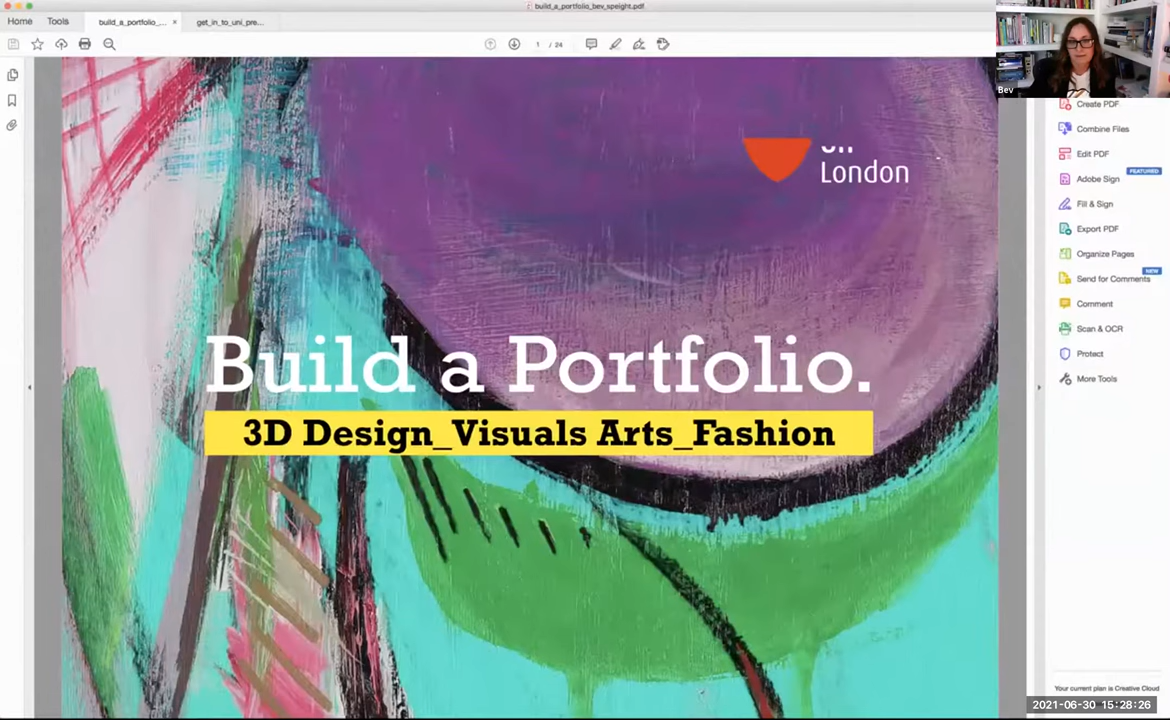 build_a_portfolio_bev_speight.pdf
Home Tools build_a_portfolio_... × get_in_to_uni_pre...
1 / 24
Bev
Create PDF
Combine Files
Edit PDF
FEATURED
Adobe Sign
Fill & Sign
Export PDF
Organize Pages
NEW
Send for Comments
Comment
Scan & OCR
Protect
More Tools
London
Build a Portfolio.
3D Design_Visuals Arts_Fashion
Your current plan is Creative Cloud
2021-06-30 15:28:26